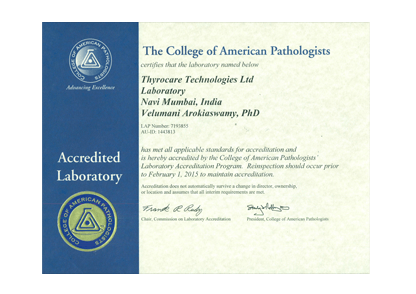 COLLEGE OF AMERICAN PATHOLOGISTS
Advancing Excellence
Accredited
Laboratory
COLLEGE OF AMERICAN PATHOLOGISTS
The College of American Pathologists
certifies that the laboratory named below
Thyrocare Technologies Ltd
Laboratory
Navi Mumbai, India
Velumani Arokiaswamy, PhD
LAP Number: 7193855
AU-ID: 1443813
has met all applicable standards for accreditation and
is hereby accredited by the College of American Pathologists'
Laboratory Accreditation Program. Reinspection should occur prior
to February 1, 2015 to maintain accreditation.
Accreditation does not automatically survive a change in director, ownership,
or location and assumes that all interim requirements are met.
Chair, Commission on Laboratory Accreditation
President, College of American Pathologists